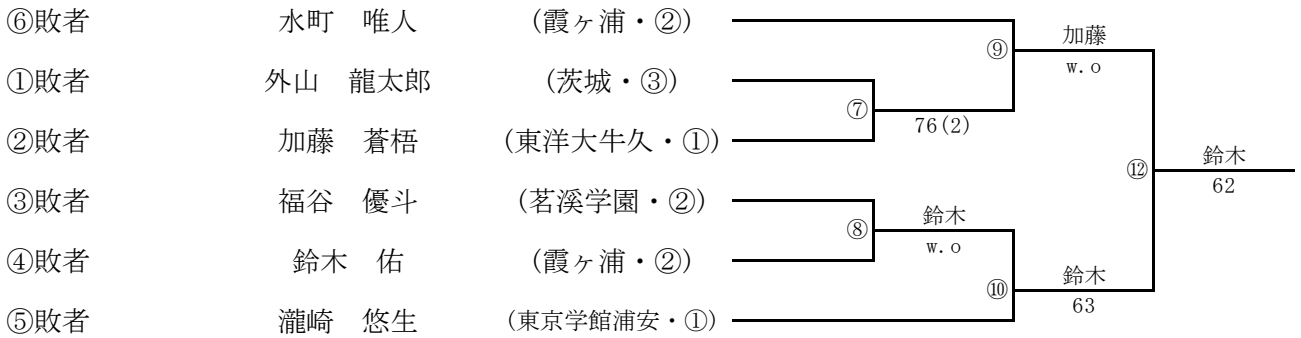 ⑥敗者 水町 唯人 (霞ヶ浦・②)
⑨ 加藤
w.o
①敗者 外山 龍太郎 (茨城・③)
⑦ 76(2)
②敗者 加藤 蒼梧 (東洋大牛久・①)
⑫ 鈴木
62
③敗者 福谷 優斗 (茗溪学園・②)
⑧ 鈴木
w.o
④敗者 鈴木 佑 (霞ヶ浦・②)
⑩ 鈴木
63
⑤敗者 瀧崎 悠生 (東京学館浦安・①)